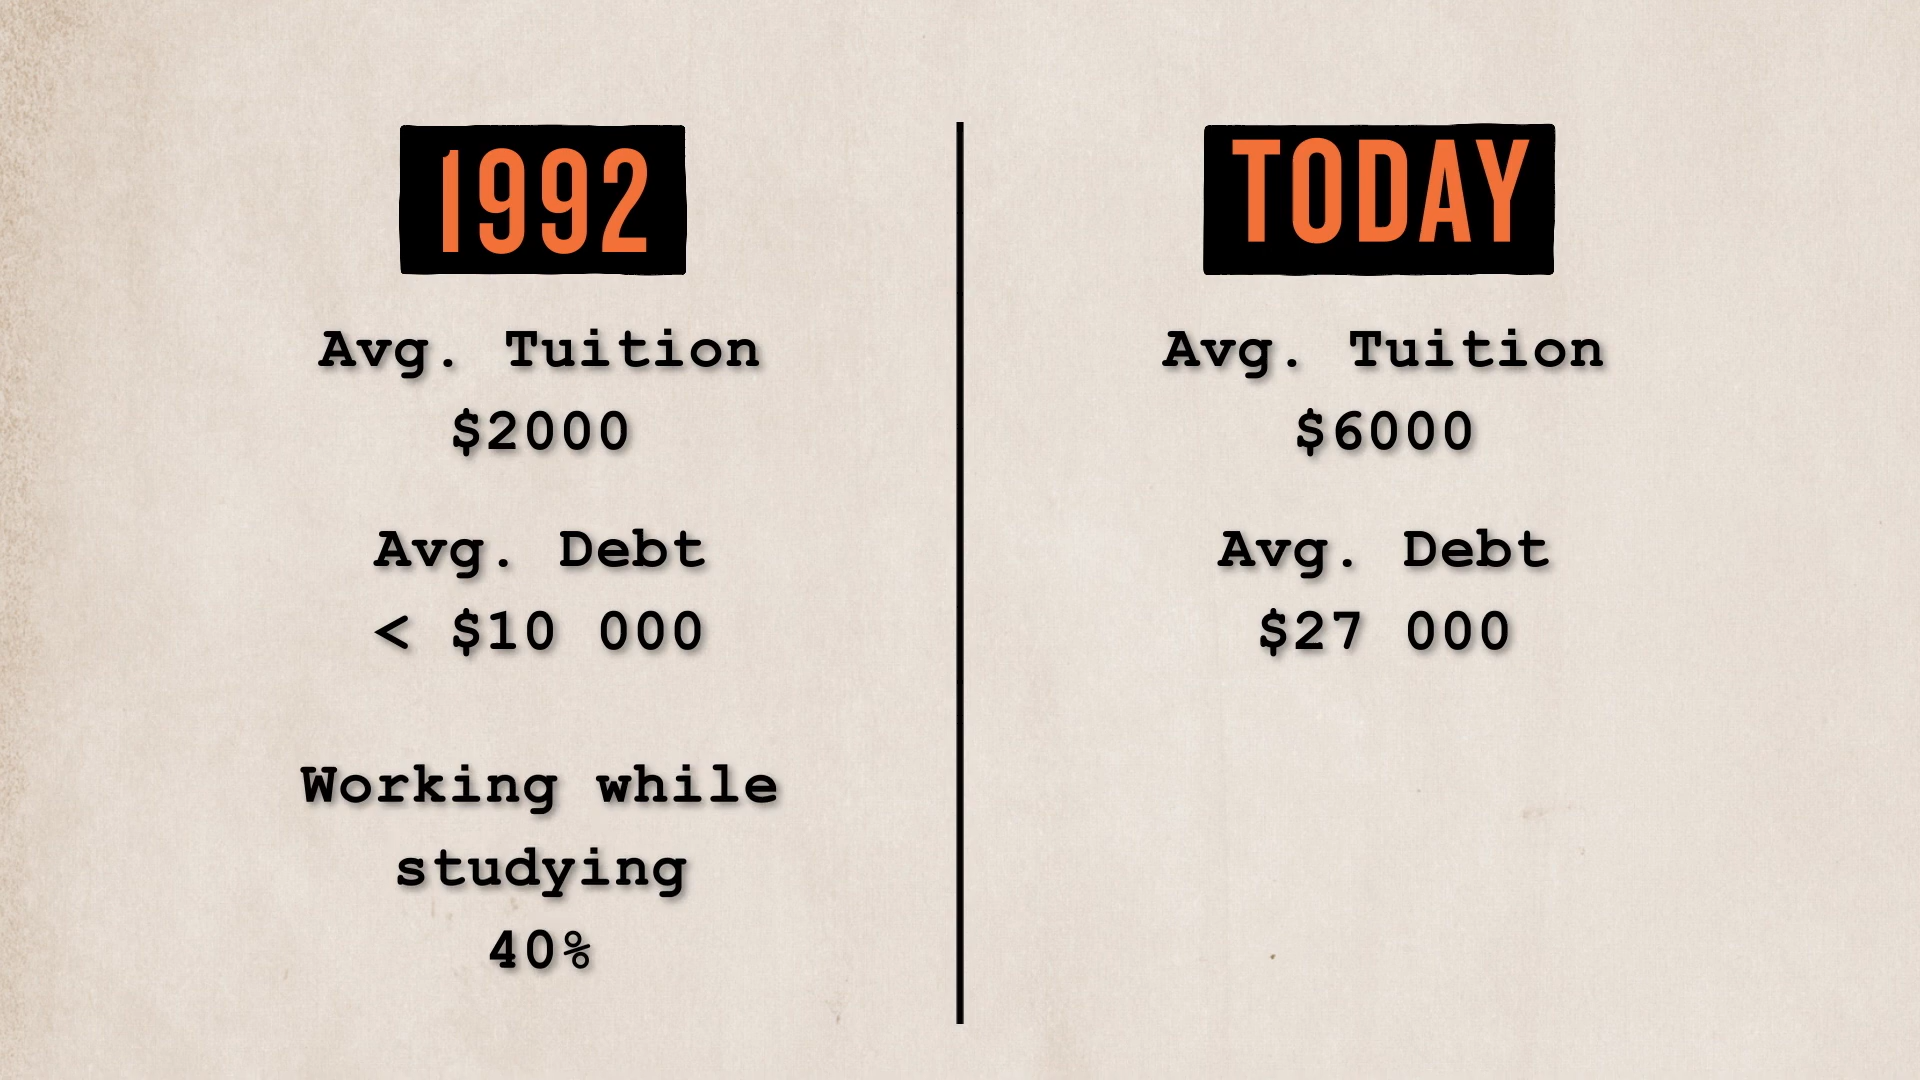 1992
Avg. Tuition
$2000
Avg. Debt
< $10 000
Working while
studying
40%
TODAY
Avg. Tuition
$6000
Avg. Debt
$27 000